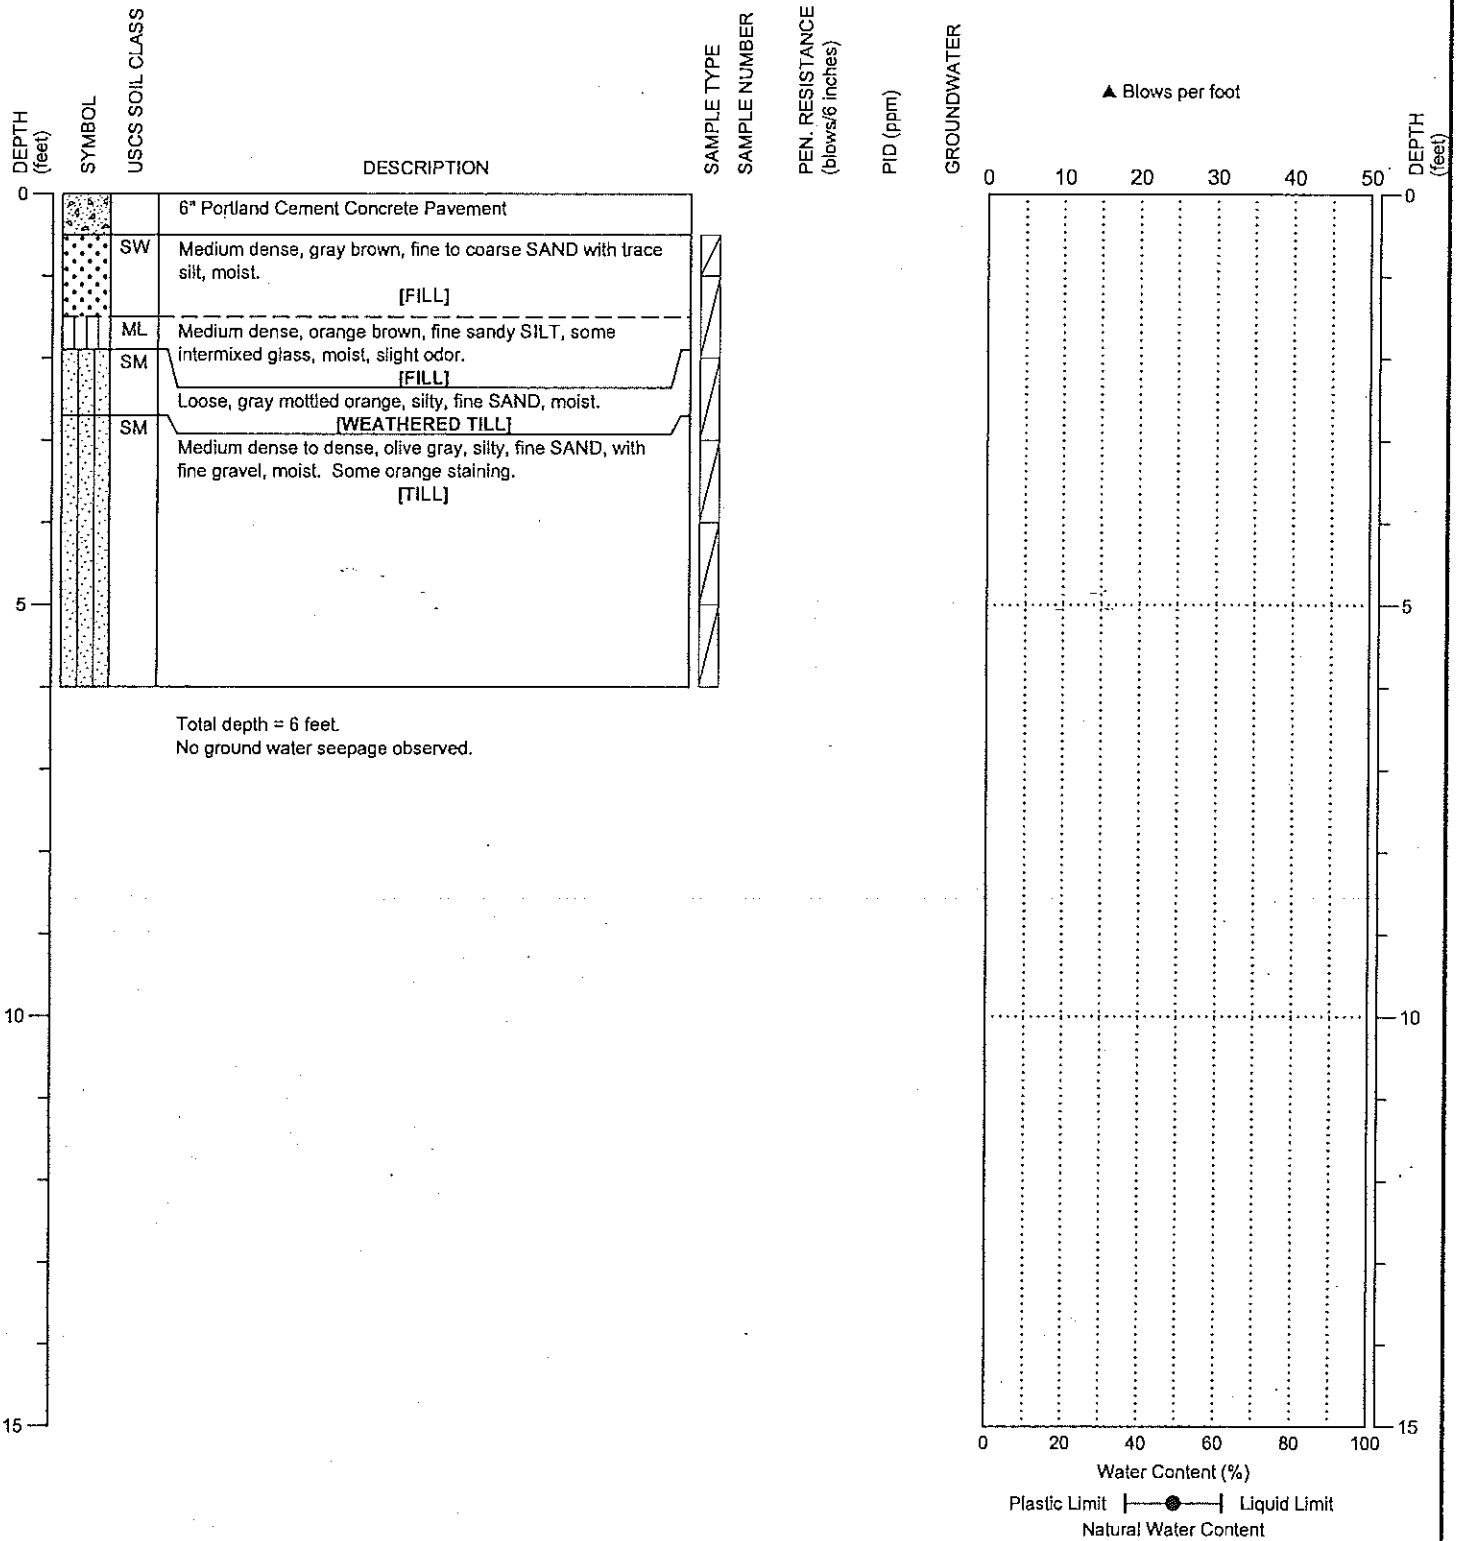 DEPTH
(feet)
SYMBOL
USCS SOIL CLASS
DESCRIPTION
SAMPLE TYPE
SAMPLE NUMBER
PEN. RESISTANCE
(blows/6 inches)
PID (ppm)
GROUNDWATER
▲ Blows per foot
DEPTH
(feet)
0 10 20 30 40 50
0
0
6" Portland Cement Concrete Pavement
SW Medium dense, gray brown, fine to coarse SAND with trace
silt, moist.
[FILL]
ML Medium dense, orange brown, fine sandy SILT, some
intermixed glass, moist, slight odor.
[FILL]
SM
Loose, gray mottled orange, silty, fine SAND, moist.
[WEATHERED TILL]
SM
Medium dense to dense, olive gray, silty, fine SAND, with
fine gravel, moist. Some orange staining.
[TILL]
5
5
Total depth = 6 feet.
No ground water seepage observed.
10
10
15
15
0 20 40 60 80 100
Water Content (%)
Plastic Limit Liquid Limit
Natural Water Content